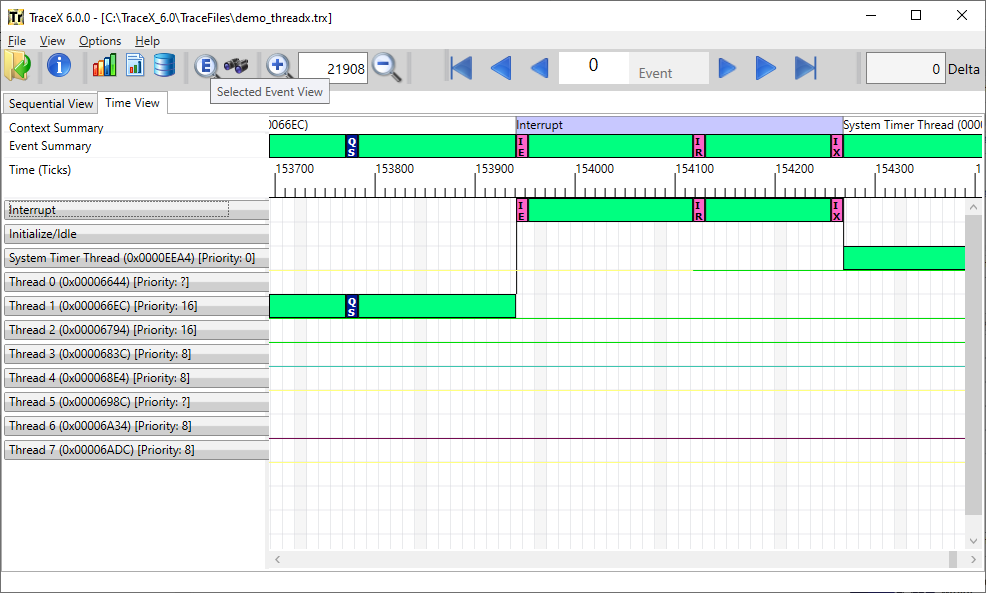 TraceX 6.0.0 - [C:\TraceX_6.0\TraceFiles\demo_threadx.trx]
File View Options Help
E 21908 0 Event 0 Delta
Selected Event View
Sequential View Time View
Context Summary 0066EC) Interrupt System Timer Thread (000
Event Summary QS IE IR IX
Time (Ticks) 153700 153800 153900 154000 154100 154200 154300 1
Interrupt IE IR IX
Initialize/Idle
System Timer Thread (0x0000EEA4) [Priority: 0]
Thread 0 (0x00006644) [Priority: ?]
Thread 1 (0x000066EC) [Priority: 16] QS
Thread 2 (0x00006794) [Priority: 16]
Thread 3 (0x0000683C) [Priority: 8]
Thread 4 (0x000068E4) [Priority: 8]
Thread 5 (0x0000698C) [Priority: ?]
Thread 6 (0x00006A34) [Priority: 8]
Thread 7 (0x00006ADC) [Priority: 8]